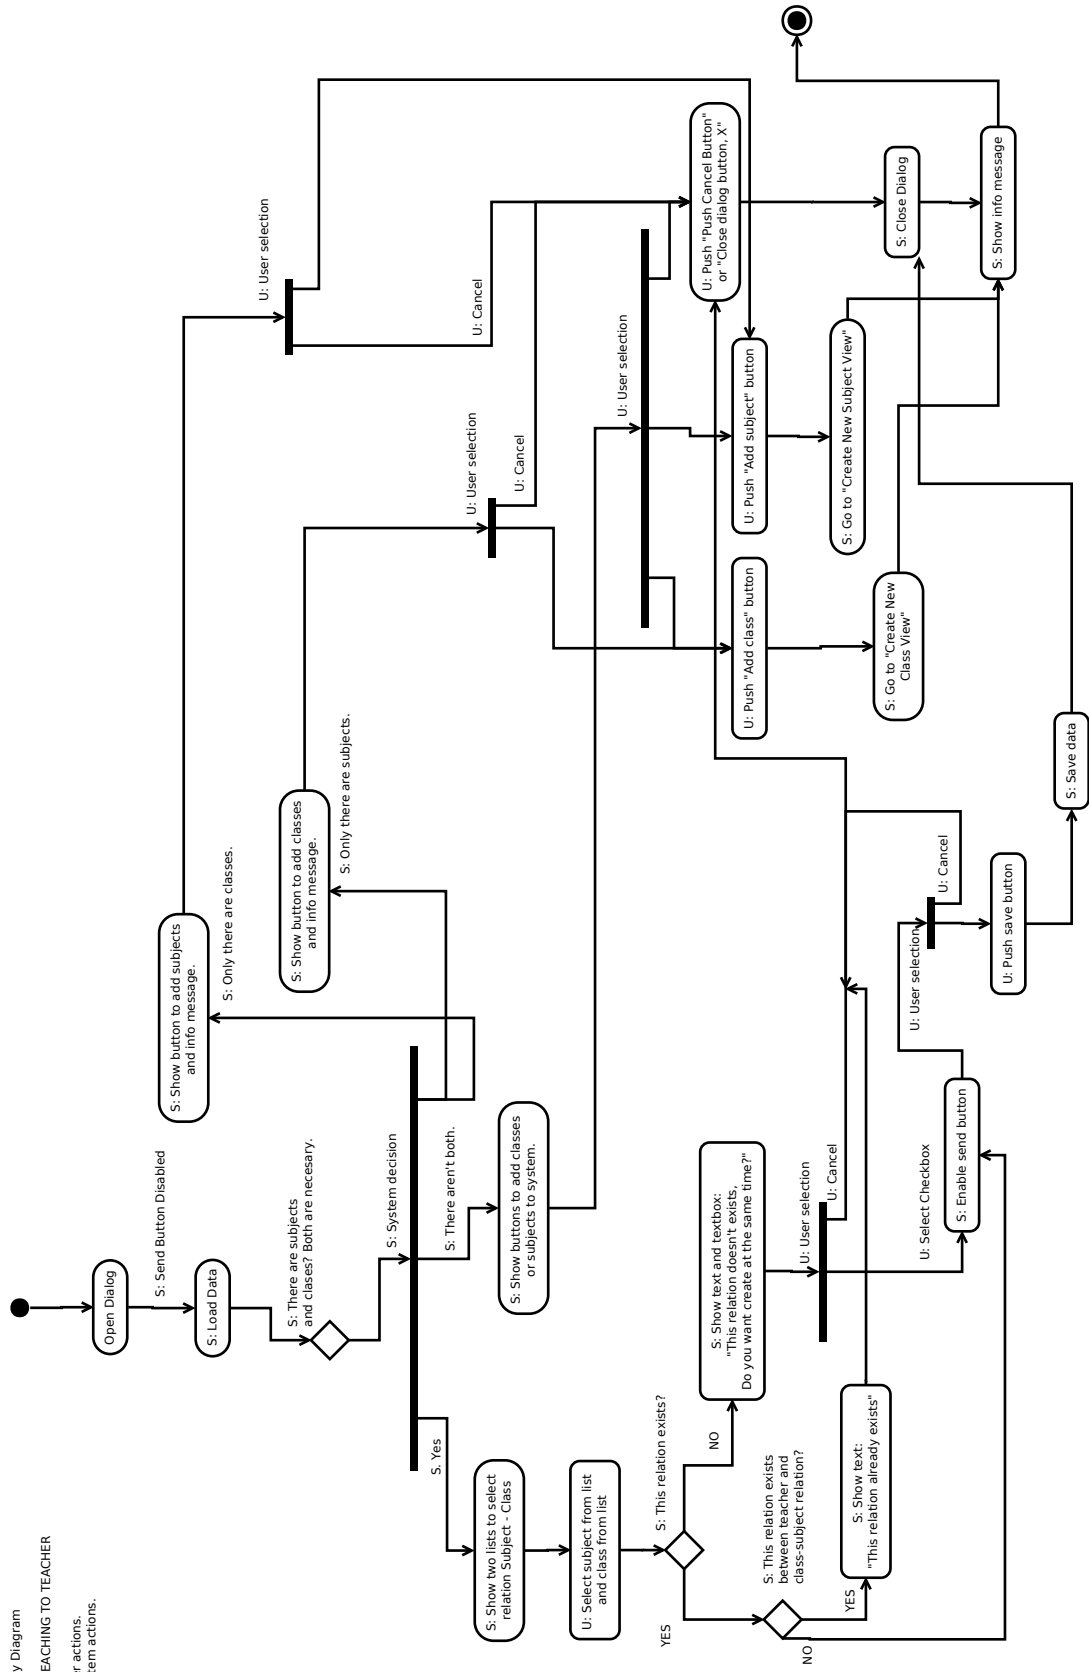 y Diagram
EACHING TO TEACHER
r actions.
tem actions.
Open Dialog
S: Send Button Disabled
S: Load Data
S: There are subjects
and clases? Both are necesary.
S: System decision
S: Only there are classes.
S: Show button to add subjects
and info message.
S: Only there are subjects.
S: Show button to add classes
and info message.
S: There aren't both.
S: Show buttons to add classes
or subjects to system.
S. Yes
S: Show two lists to select
relation Subject - Class
U: Select subject from list
and class from list
S: This relation exists?
NO
YES
S: Show text and textbox:
"This relation doesn't exists,
Do you want create at the same time?"
S: This relation exists
between teacher and
class-subject relation?
YES
NO
S: Show text:
"This relation already exists"
U: User selection
U: Cancel
U: Select Checkbox
S: Enable send button
U: User selection
U: Cancel
U: Push save button
S: Save data
U: User selection
U: Cancel
U: User selection
U: Cancel
U: User selection
U: Push "Push Cancel Button"
or "Close dialog button, X"
U: Push "Add subject" button
U: Push "Add class" button
S: Go to "Create New Subject View"
S: Go to "Create New
Class View"
S: Close Dialog
S: Show info message